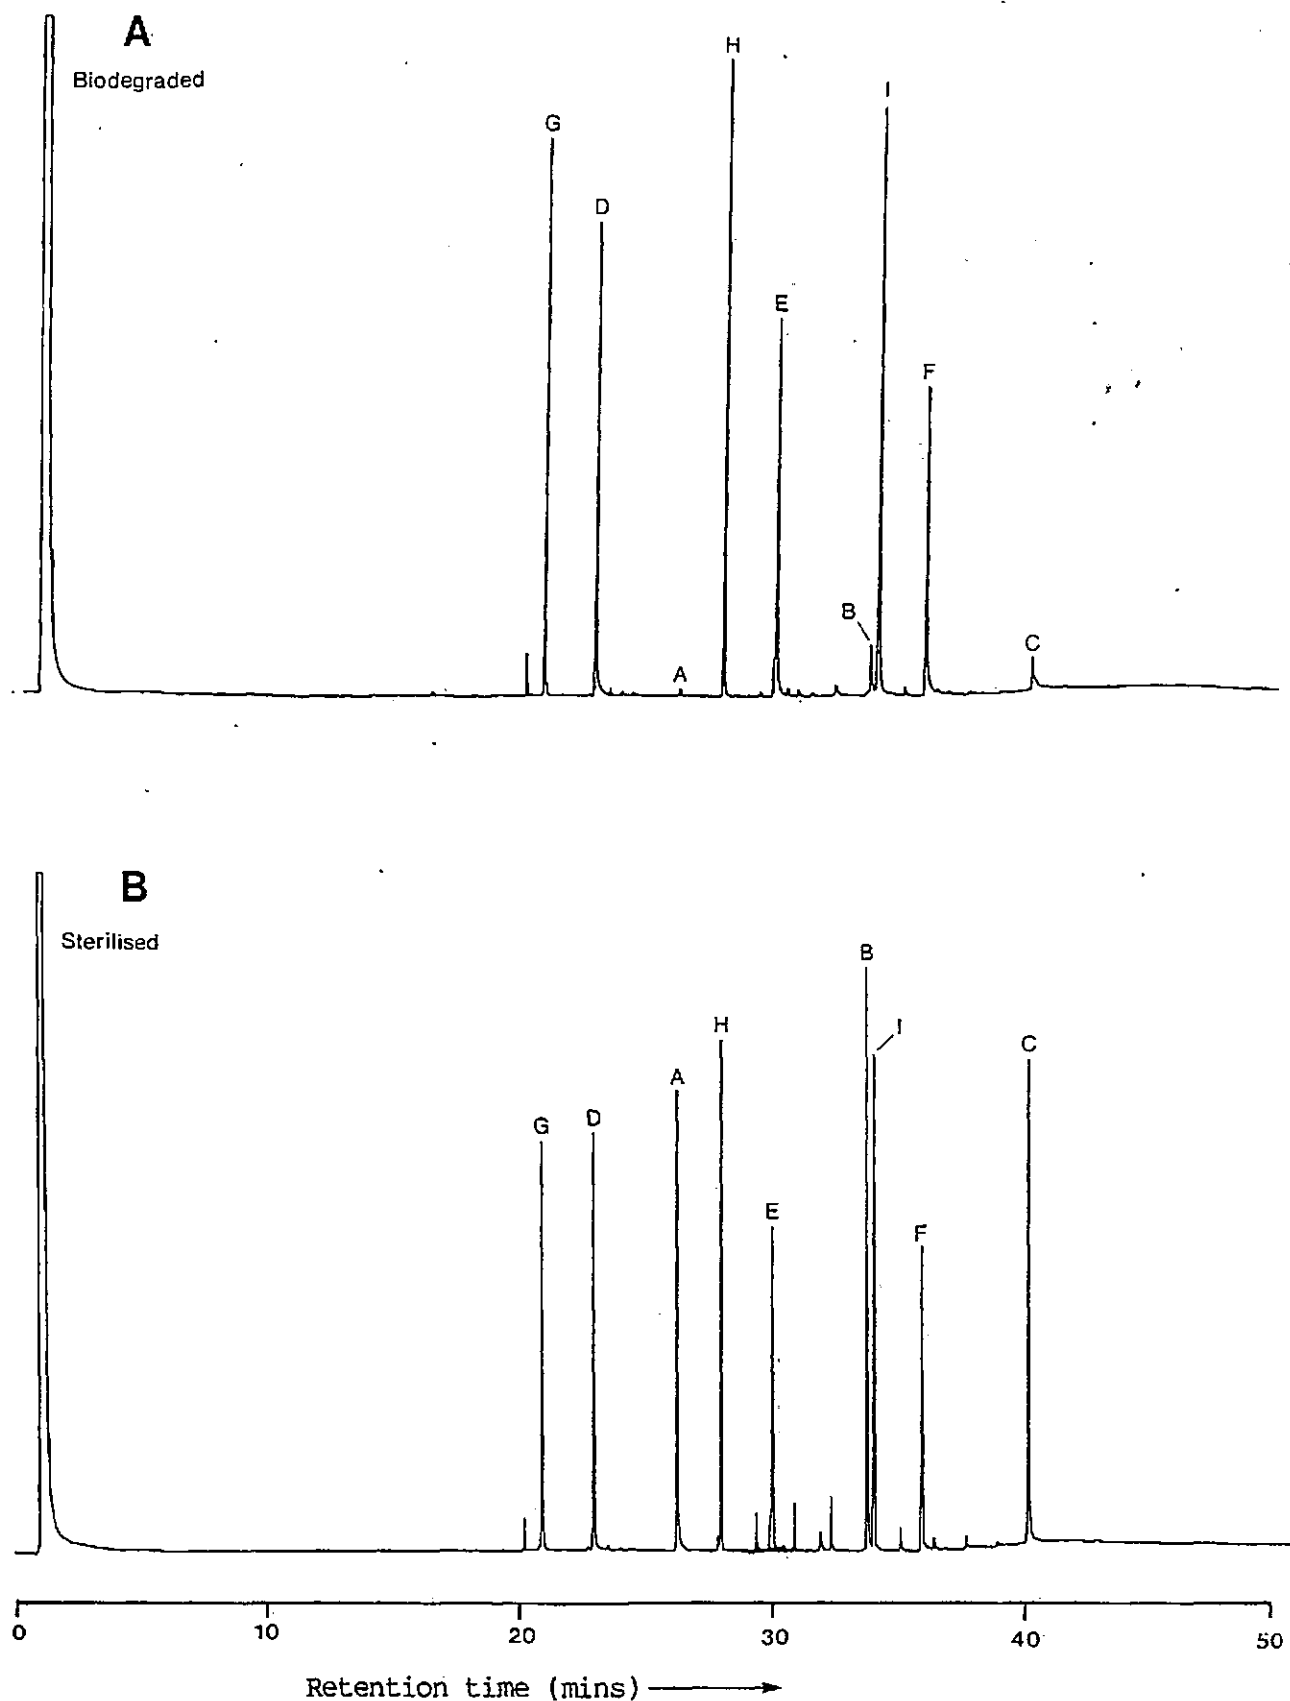 A
Biodegraded
H
I
G
D
E
F
B
C
A
B
Sterilised
B
I
H
C
A
D
G
E
F
0 10 20 30 40 50
Retention time (mins)